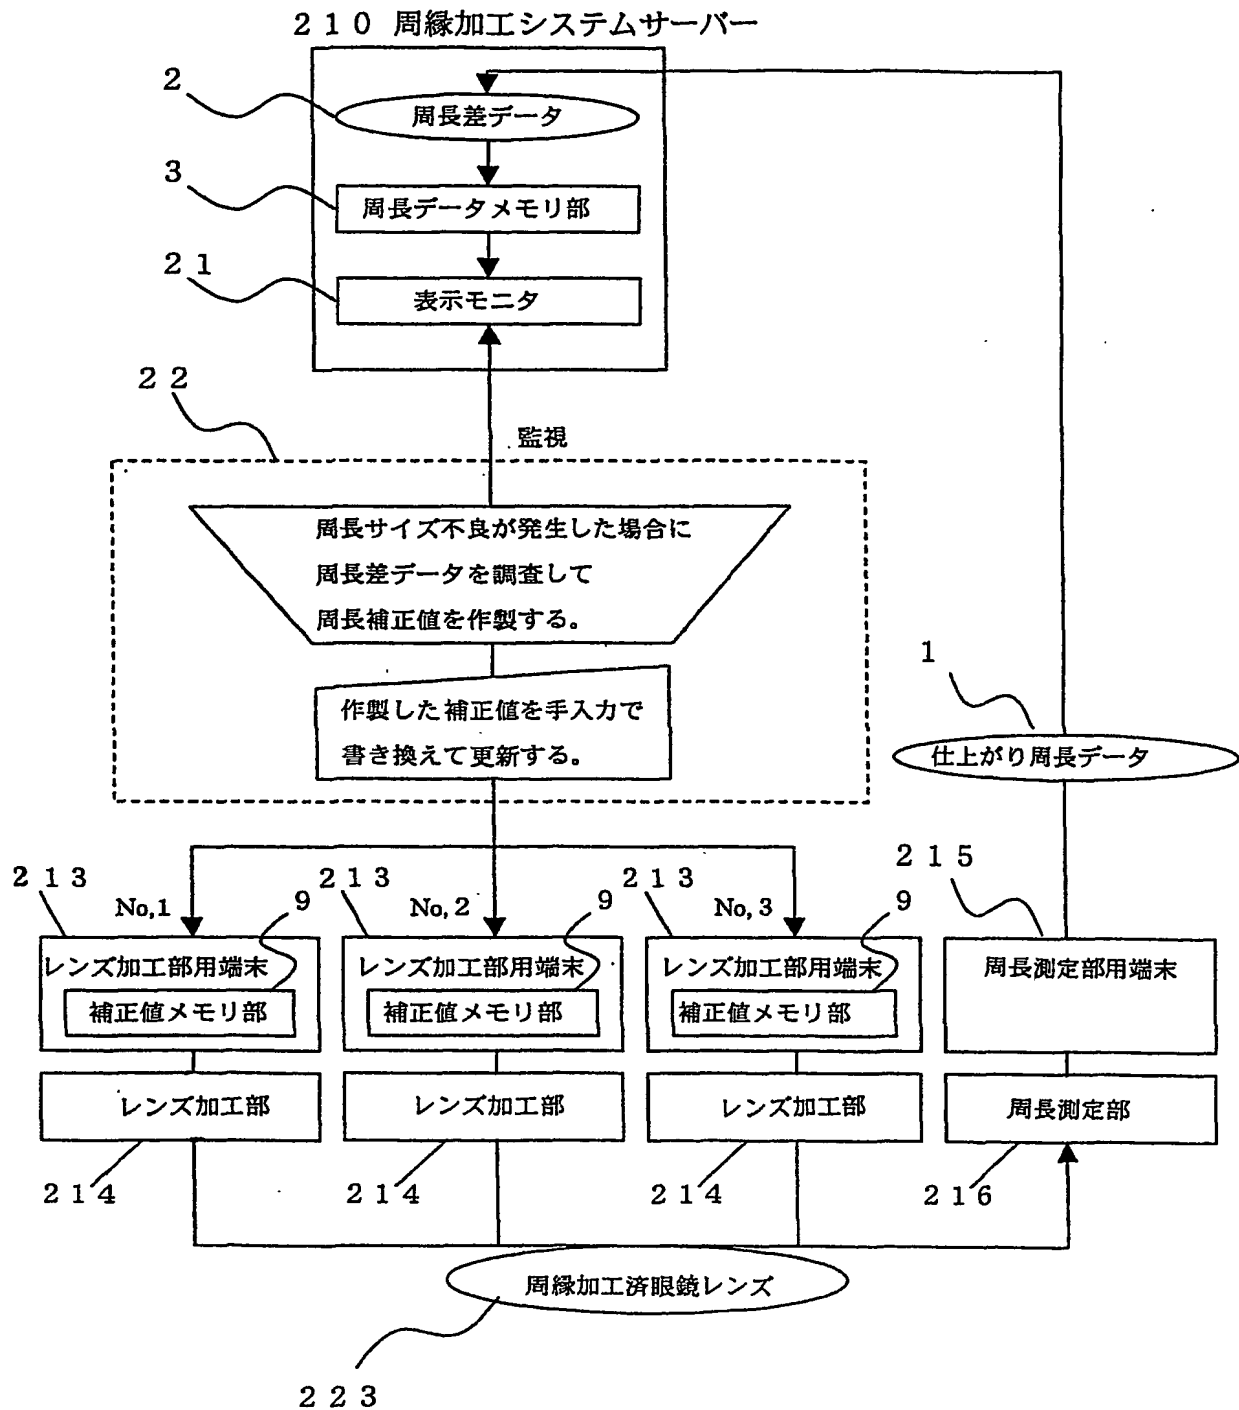 ２１０ 周縁加工システムサーバー
２
周長差データ
３
周長データメモリ部
２１
表示モニタ
２２
監視
周長サイズ不良が発生した場合に
周長差データを調査して
周長補正値を作製する。
作製した補正値を手入力で
書き換えて更新する。
１
仕上がり周長データ
２１３
No,1
９
２１３
No,2
９
２１３
No,3
９
２１５
レンズ加工部用端末
補正値メモリ部
レンズ加工部用端末
補正値メモリ部
レンズ加工部用端末
補正値メモリ部
周長測定部用端末
レンズ加工部
レンズ加工部
レンズ加工部
周長測定部
２１４
２１４
２１４
２１６
周縁加工済眼鏡レンズ
２２３